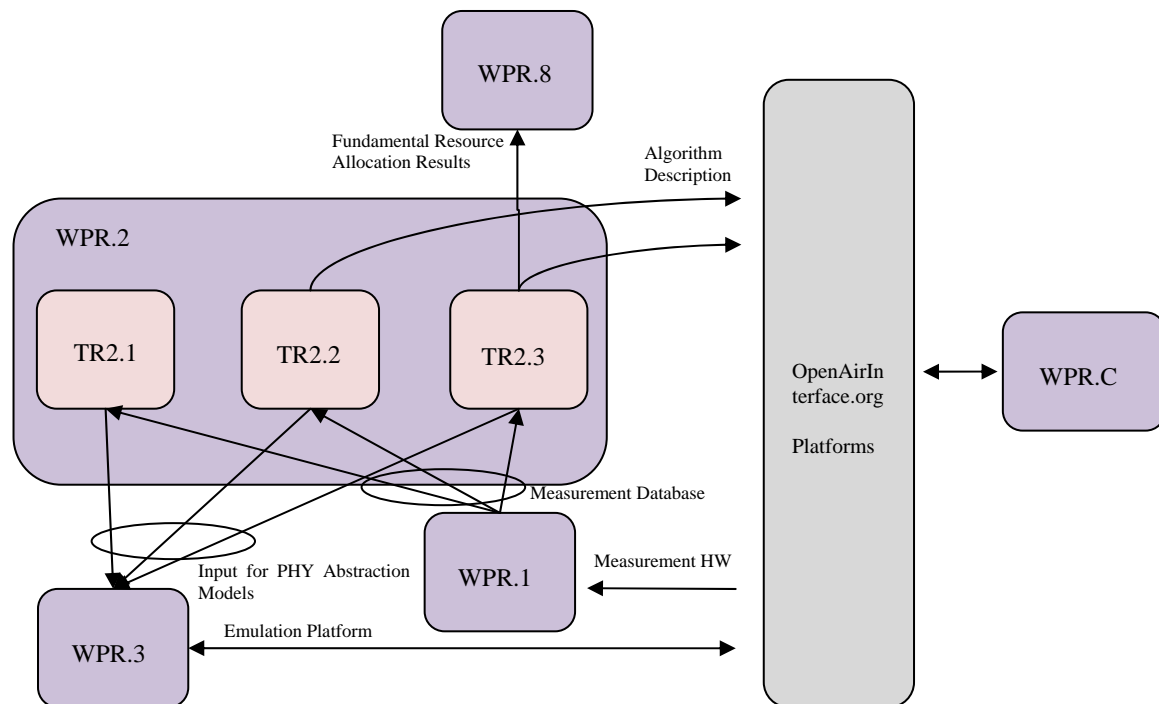 WPR.8
Fundamental Resource
Allocation Results
Algorithm
Description
WPR.2
TR2.1
TR2.2
TR2.3
OpenAirIn
terface.org
Platforms
WPR.C
Measurement Database
WPR.1
Measurement HW
Input for PHY Abstraction
Models
Emulation Platform
WPR.3